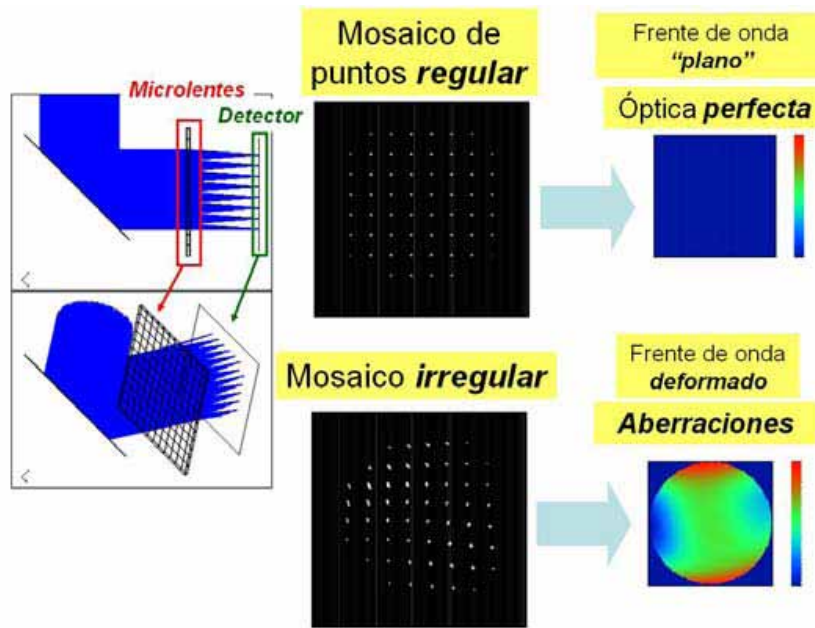 Microlentes
Detector
Mosaico de
puntos regular
Frente de onda
“plano”
Óptica perfecta
Mosaico irregular
Frente de onda
deformado
Aberraciones